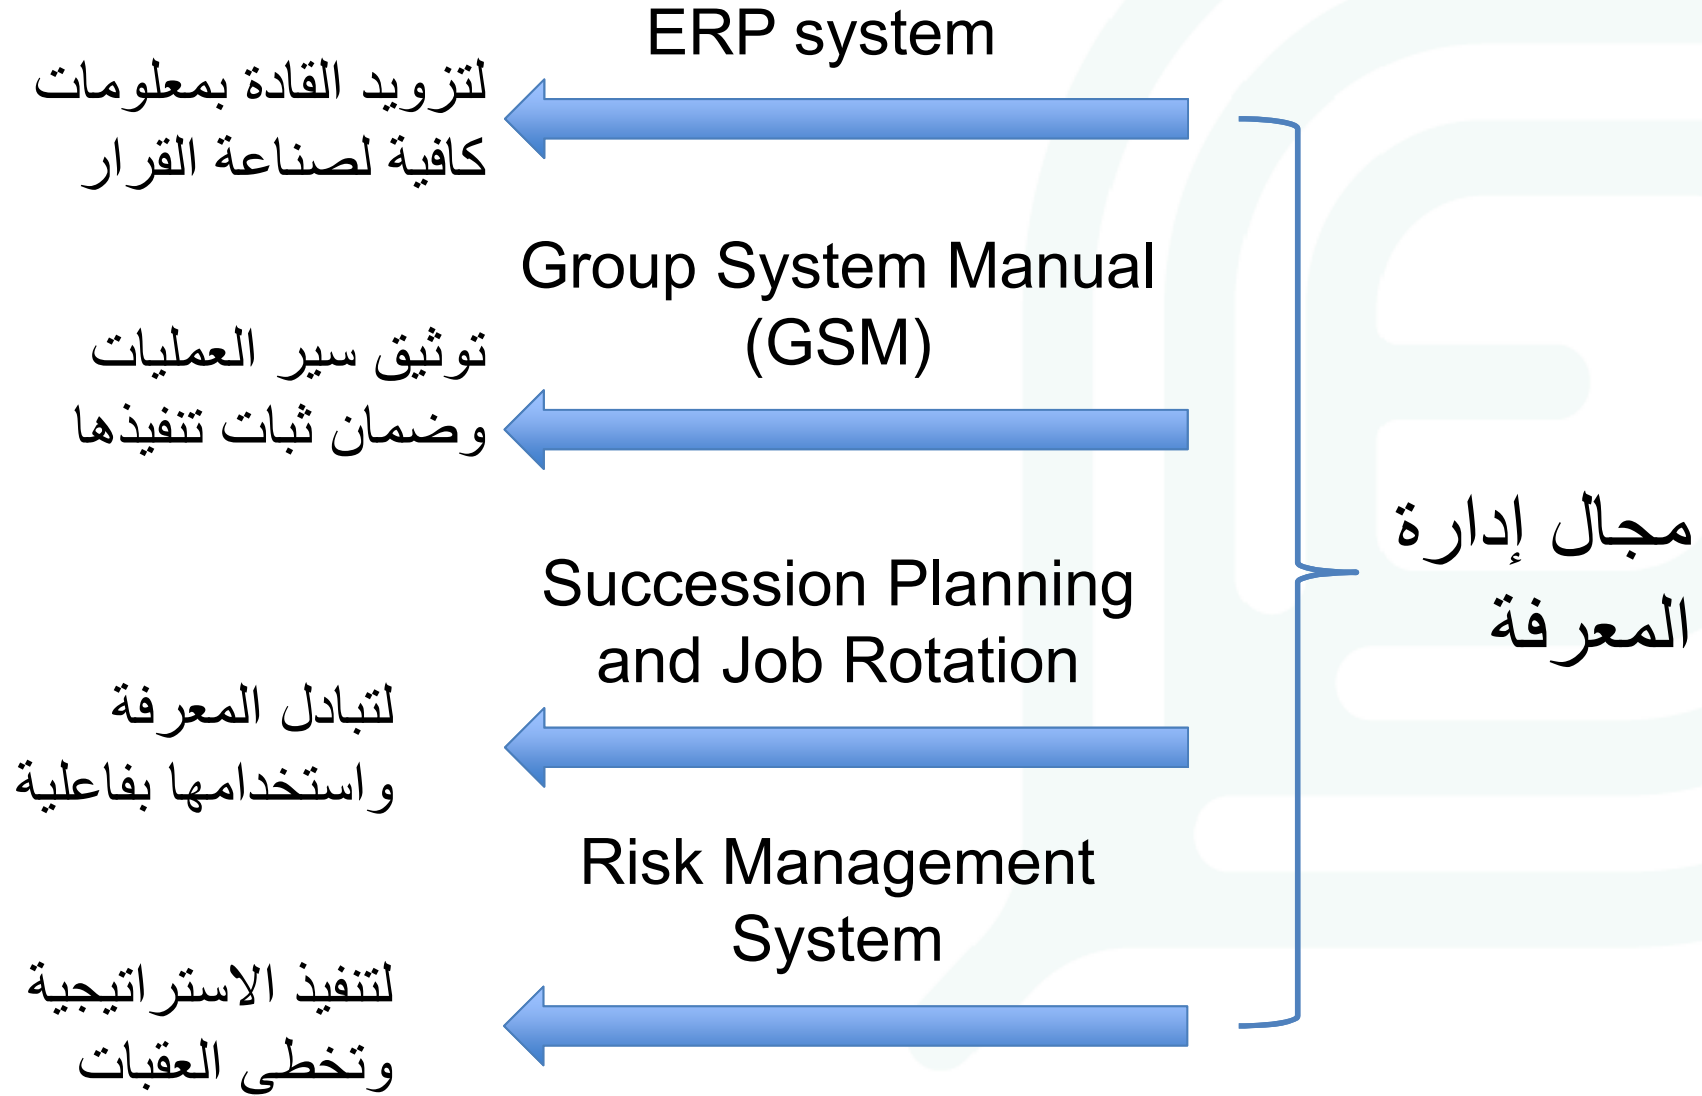 مجال إدارة
المعرفة
ERP system
لتزويد القادة بمعلومات
كافية لصناعة القرار
Group System Manual
(GSM)
توثيق سير العمليات
وضمان ثبات تنفيذها
Succession Planning
and Job Rotation
لتبادل المعرفة
واستخدامها بفاعلية
Risk Management
System
لتنفيذ الاستراتيجية
وتخطى العقبات